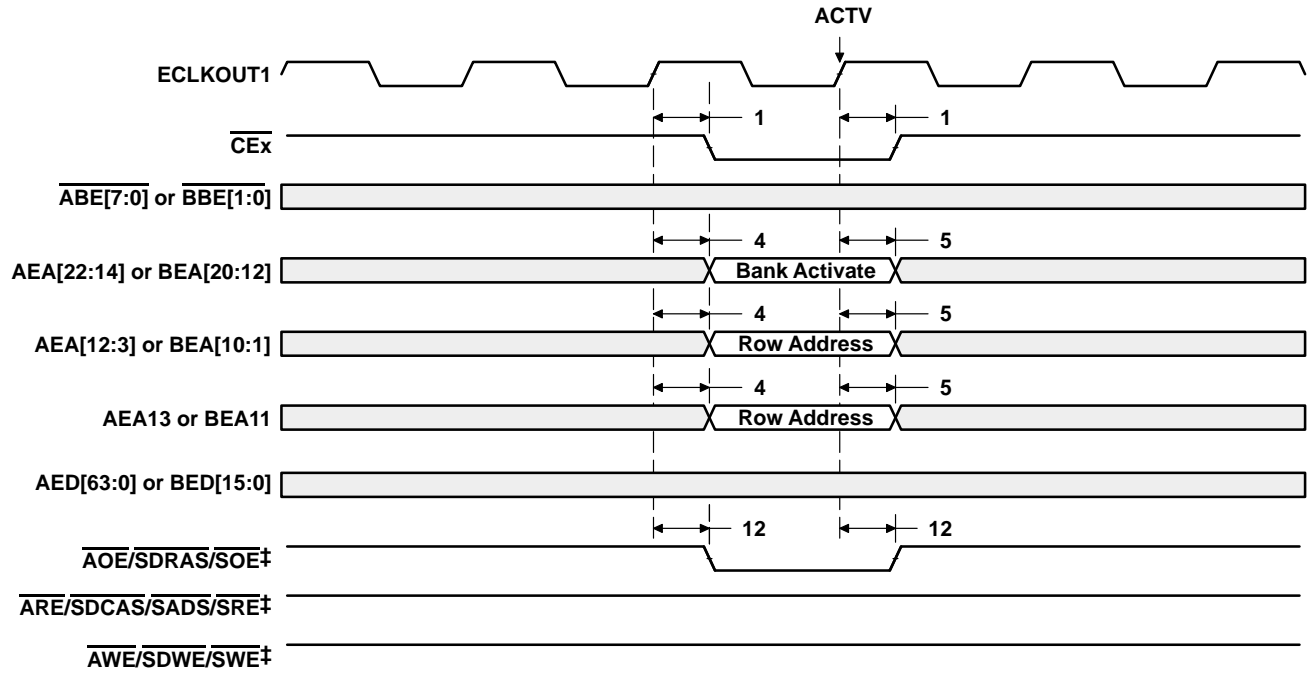 ACTV
ECLKOUT1
1 1
CEx
ABE[7:0] or BBE[1:0]
4 5
AEA[22:14] or BEA[20:12] Bank Activate
4 5
AEA[12:3] or BEA[10:1] Row Address
4 5
AEA13 or BEA11 Row Address
AED[63:0] or BED[15:0]
12 12
AOE/SDRAS/SOE‡
ARE/SDCAS/SADS/SRE‡
AWE/SDWE/SWE‡